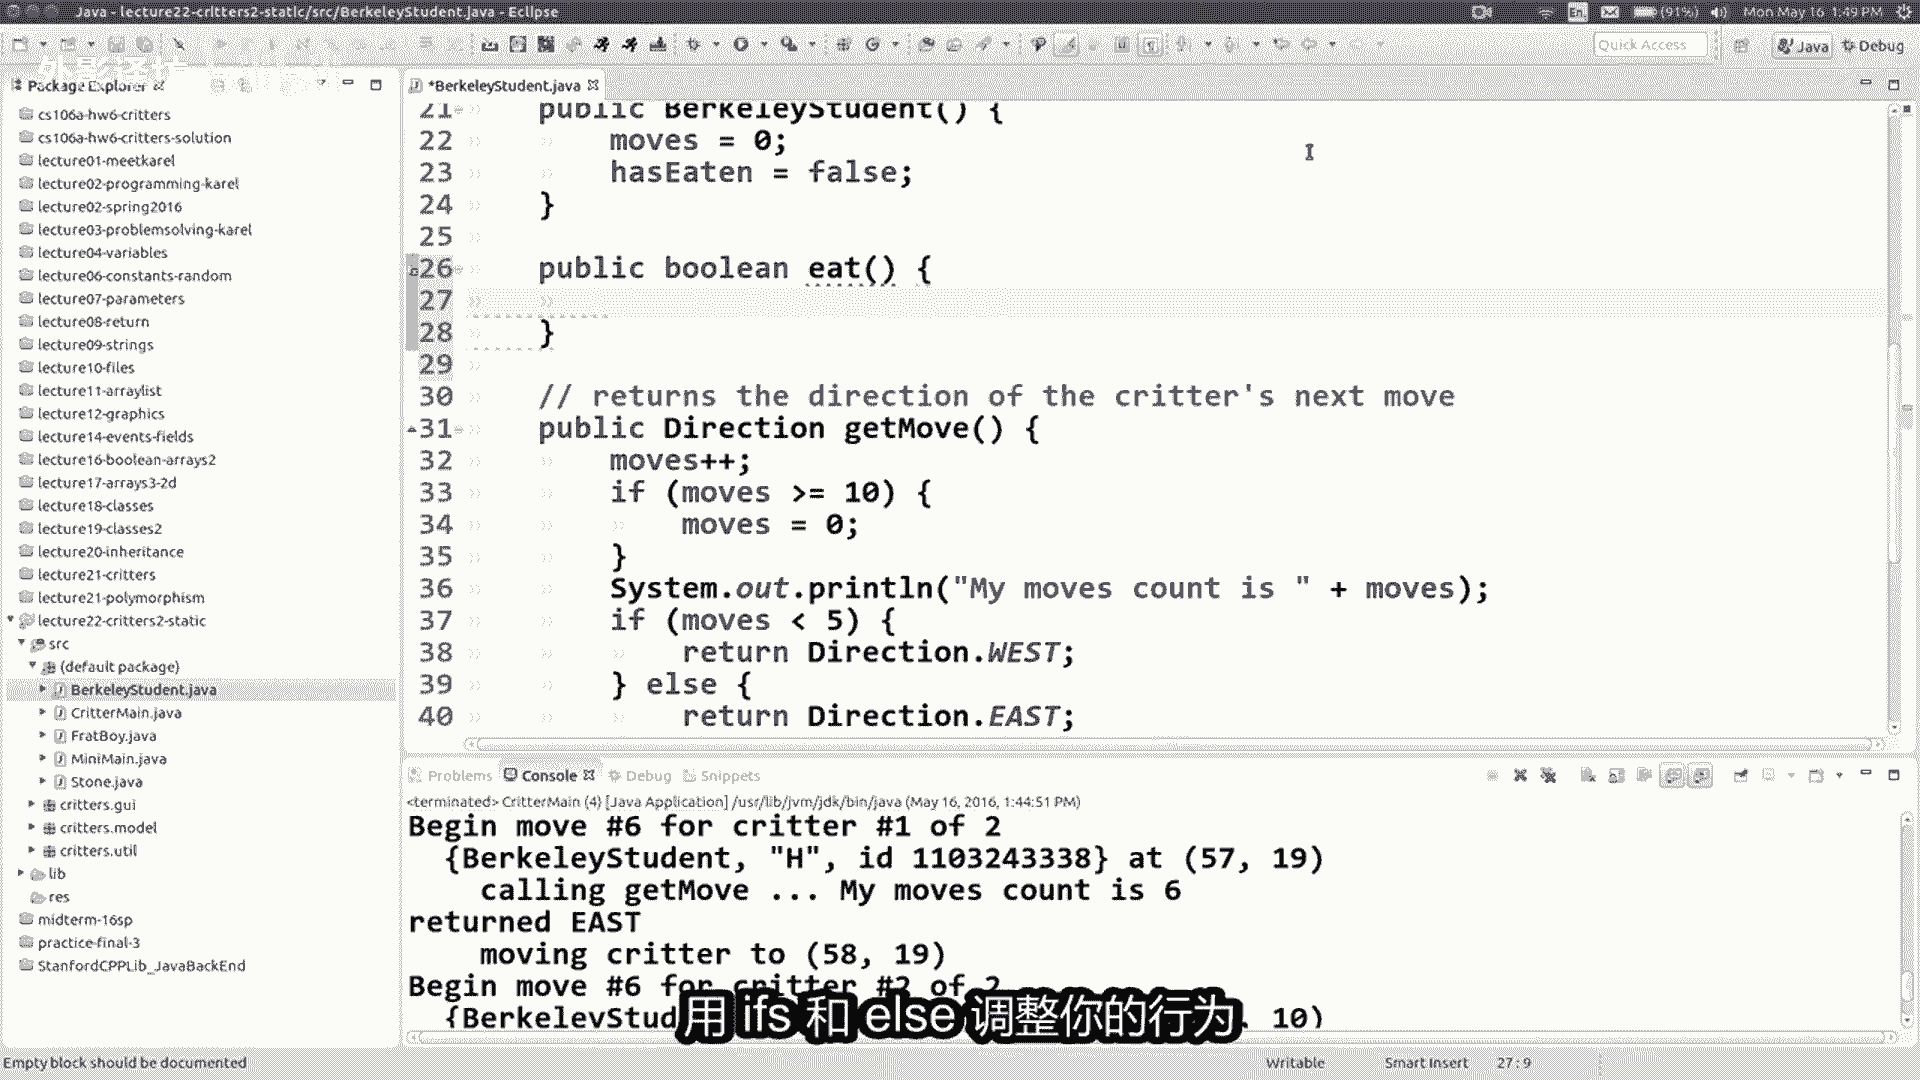 Java - lecture22-critters2-static/src/BerkeleyStudent.java - Eclipse
En (91%) Mon May 16 1:49 PM
Quick Access Java Debug
Package Explorer
*BerkeleyStudent.java
cs106a-hw6-critters
cs106a-hw6-critters-solution
lecture01-meetkarel
lecture02-programming-karel
lecture02-spring2016
lecture03-problemsolving-karel
lecture04-variables
lecture06-constants-random
lecture07-parameters
lecture08-return
lecture09-strings
lecture10-files
lecture11-arraylist
lecture12-graphics
lecture14-events-fields
lecture16-boolean-arrays2
lecture17-arrays3-2d
lecture18-classes
lecture19-classes2
lecture20-inheritance
lecture21-critters
lecture21-polymorphism
lecture22-critters2-static
src
(default package)
BerkeleyStudent.java
CritterMain.java
FratBoy.java
MiniMain.java
Stone.java
critters.gui
critters.model
critters.util
lib
res
midterm-16sp
practice-final-3
StanfordCPPLib_JavaBackEnd
21 public BerkeleyStudent() {
22 moves = 0;
23 hasEaten = false;
24 }
25
26 public boolean eat() {
27
28 }
29
30 // returns the direction of the critter's next move
31 public Direction getMove() {
32 moves++;
33 if (moves >= 10) {
34 moves = 0;
35 }
36 System.out.println("My moves count is " + moves);
37 if (moves < 5) {
38 return Direction.WEST;
39 } else {
40 return Direction.EAST;
Problems Console Debug Snippets
<terminated> CritterMain (4) [Java Application] /usr/lib/jvm/jdk/bin/java (May 16, 2016, 1:44:51 PM)
Begin move #6 for critter #1 of 2
{BerkeleyStudent, "H", id 1103243338} at (57, 19)
calling getMove ... My moves count is 6
returned EAST
moving critter to (58, 19)
Begin move #6 for critter #2 of 2
{BerkeleyStud 10)
用 ifs 和 else 调整你的行为
Empty block should be documented Writable Smart Insert 27 : 9